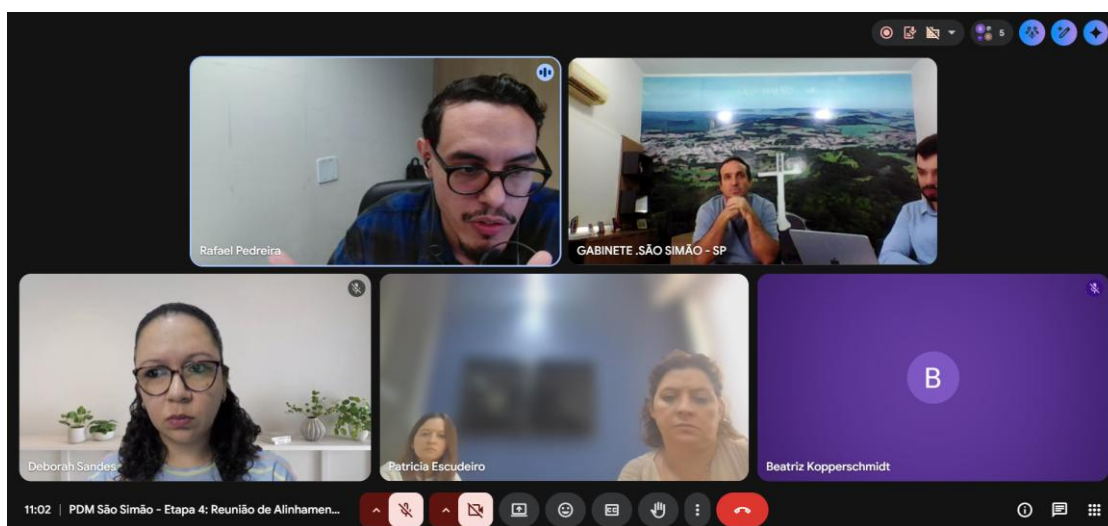 5
Rafael Pedreira
GABINETE .SÃO SIMÃO - SP
Deborah Sandes
Patricia Escudeiro
B
Beatriz Kopperschmidt
11:02 | PDM São Simão - Etapa 4: Reunião de Alinhamen...
CC